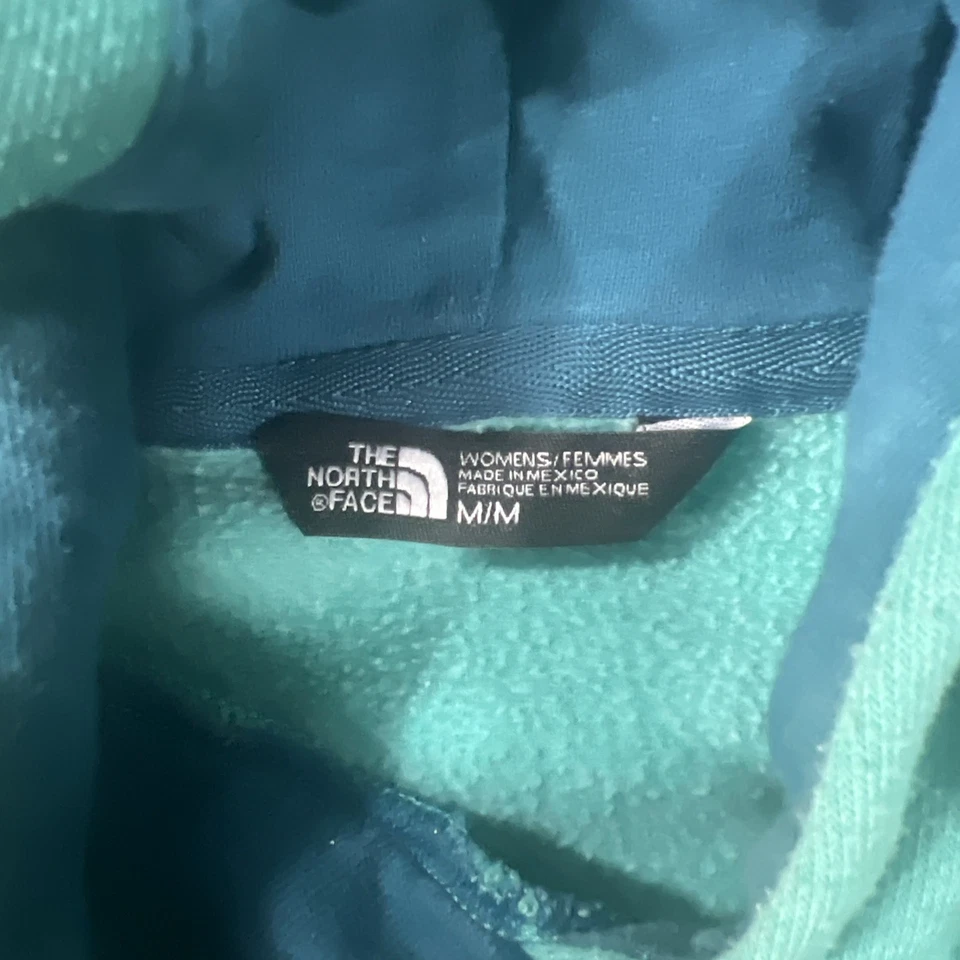 THE
NORTH
®FACE
WOMENS/FEMMES
MADE IN MEXICO
FABRIQUE EN MEXIQUE
M/M